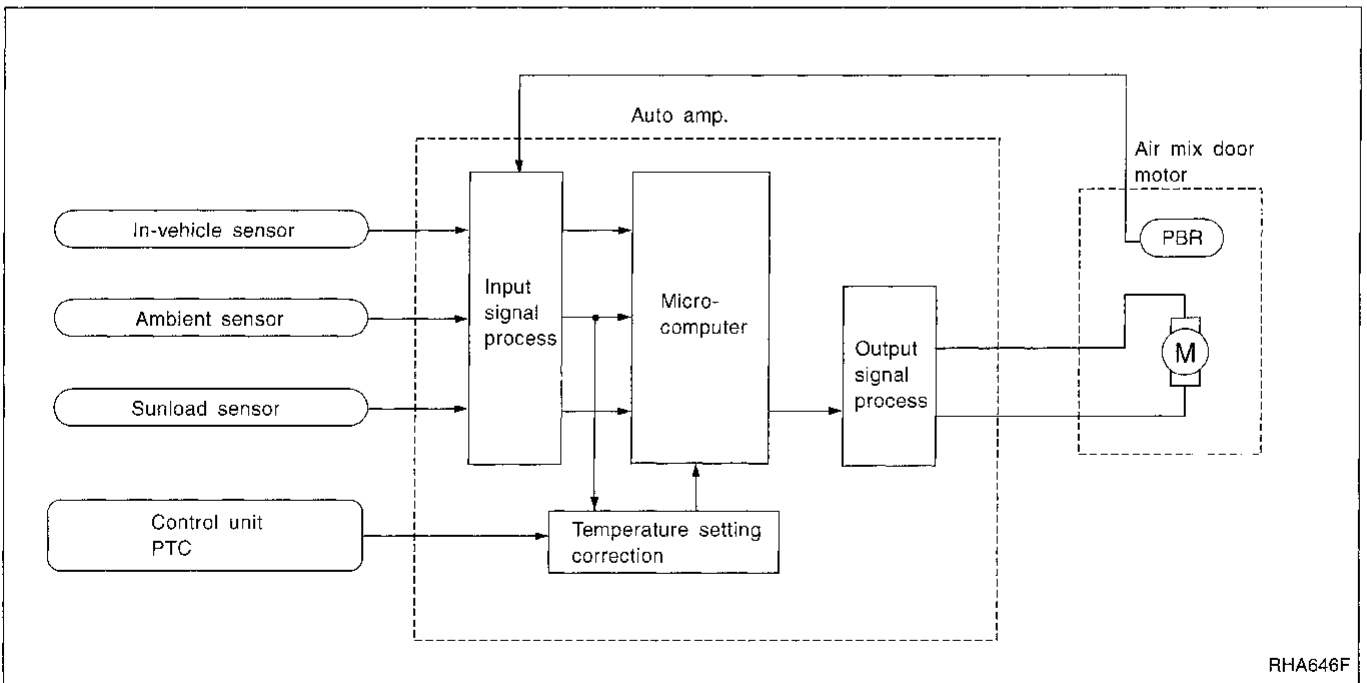 Auto amp.
Air mix door
motor
In-vehicle sensor
Ambient sensor
Sunload sensor
Control unit
PTC
Input
signal
process
Micro-
computer
Output
signal
process
Temperature setting
correction
PBR
M
RHA646F